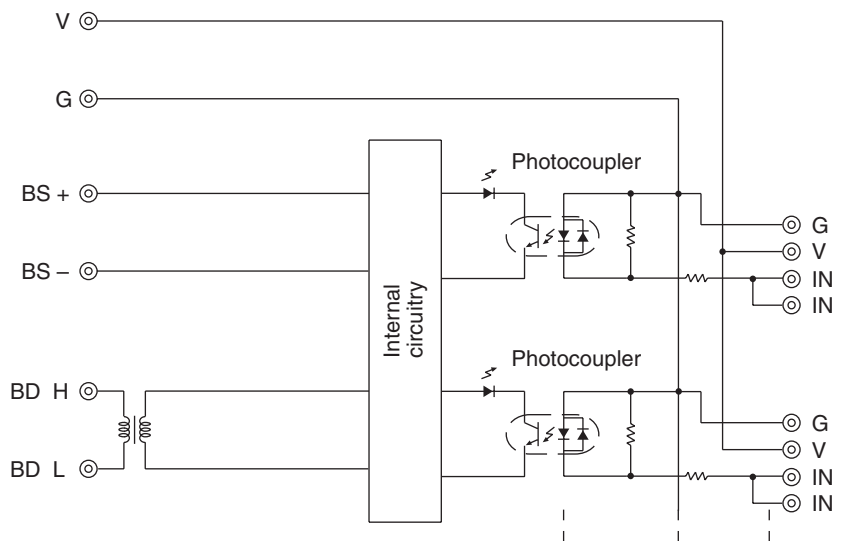 V
G
BS +
BS –
BD H
BD L
Internal circuitry
Photocoupler
G
V
IN
IN
Photocoupler
G
V
IN
IN